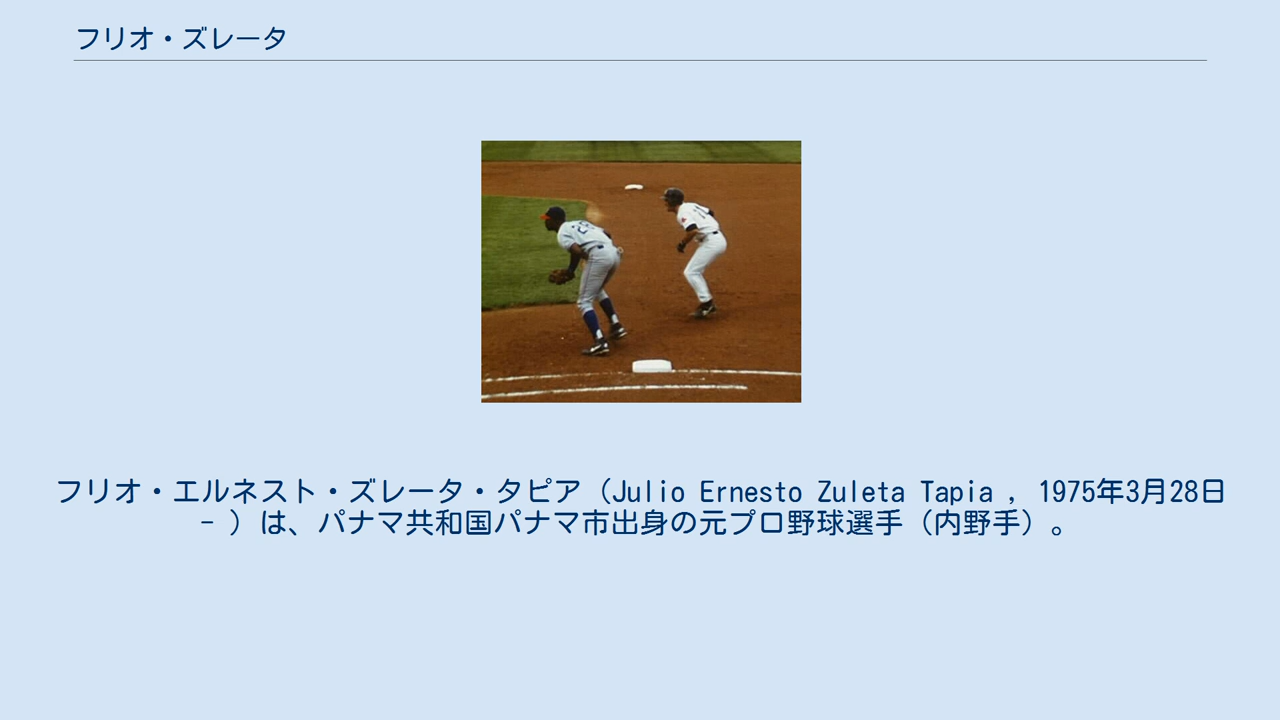 フリオ・ズレータ
フリオ・エルネスト・ズレータ・タピア（Julio Ernesto Zuleta Tapia , 1975年3月28日
- ）は、パナマ共和国パナマ市出身の元プロ野球選手（内野手）。